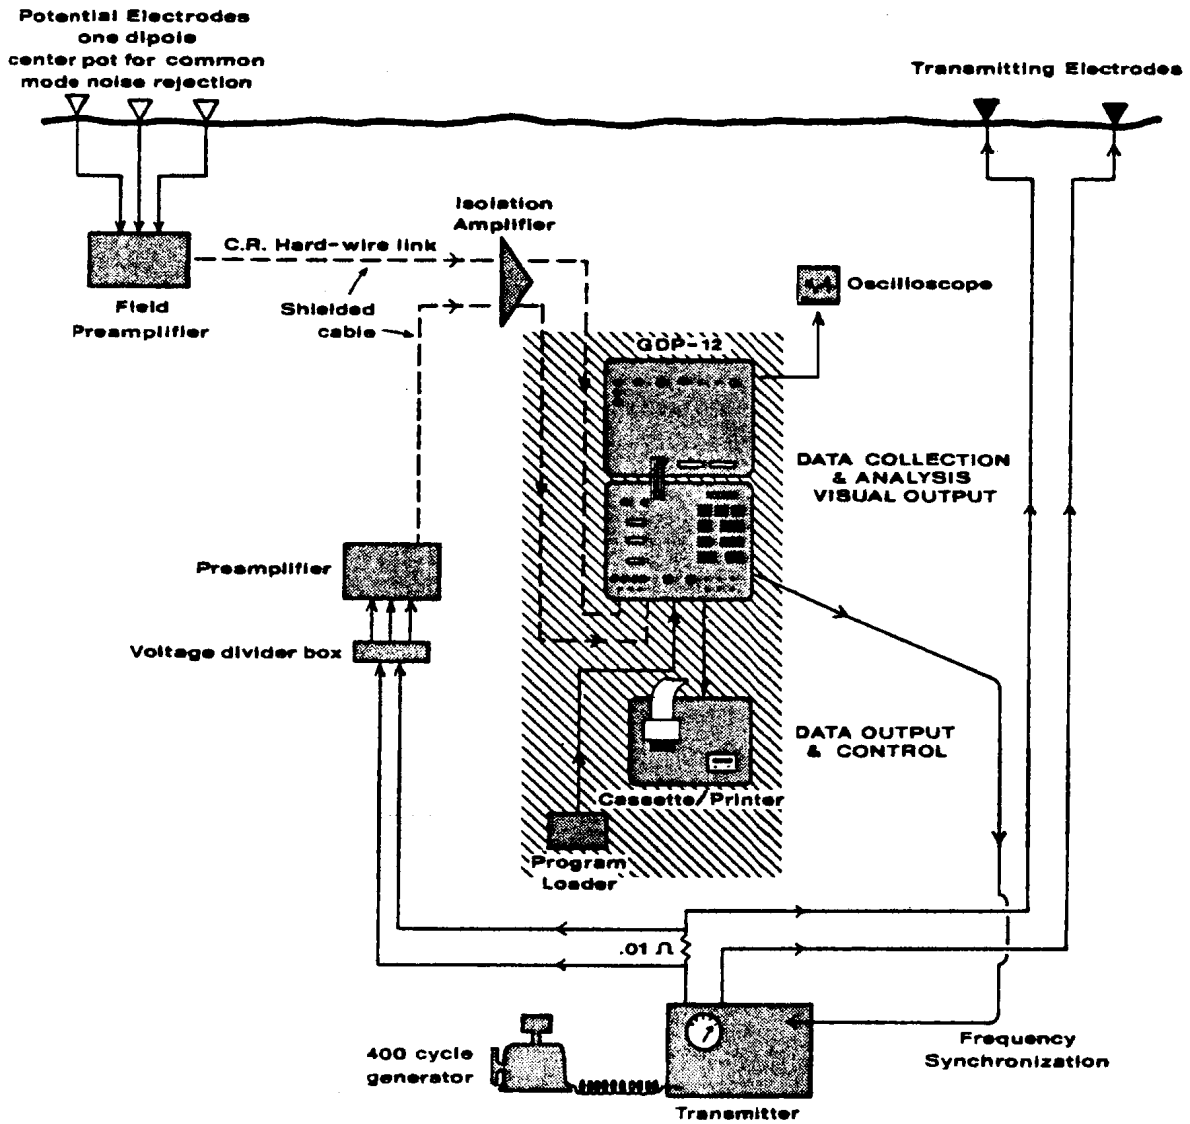 Potential Electrodes
one dipole
center pot for common
mode noise rejection
Transmitting Electrodes
Isolation
Amplifier
C.R. Hard-wire link
Shielded
cable
Field
Preamplifier
Oscilloscope
GDP-12
DATA COLLECTION
& ANALYSIS
VISUAL OUTPUT
Preamplifier
Voltage divider box
DATA OUTPUT
& CONTROL
Cassette/Printer
Program
Loader
.01 Ω
400 cycle
generator
Frequency
Synchronization
Transmitter